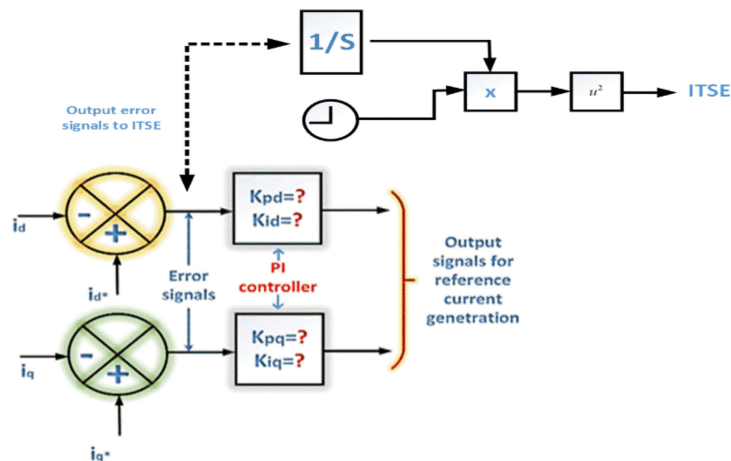 1/S
Output error
signals to ITSE
x
u²
ITSE
Kpd=?
Kid=?
id
id*
Error
signals
PI
controller
Output
signals for
reference
current
genetration
Kpq=?
Kiq=?
iq
iq*